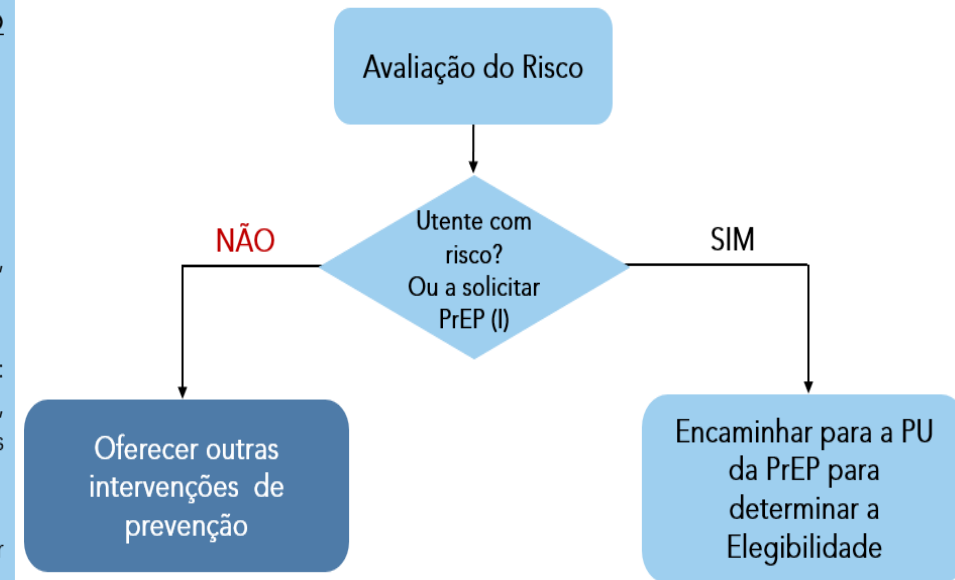 Avaliação do Risco
Utente com
risco?
Ou a solicitar
PrEP (I)
NÃO
SIM
Oferecer outras
intervenções de
prevenção
Encaminhar para a PU
da PrEP para
determinar a
Elegibilidade